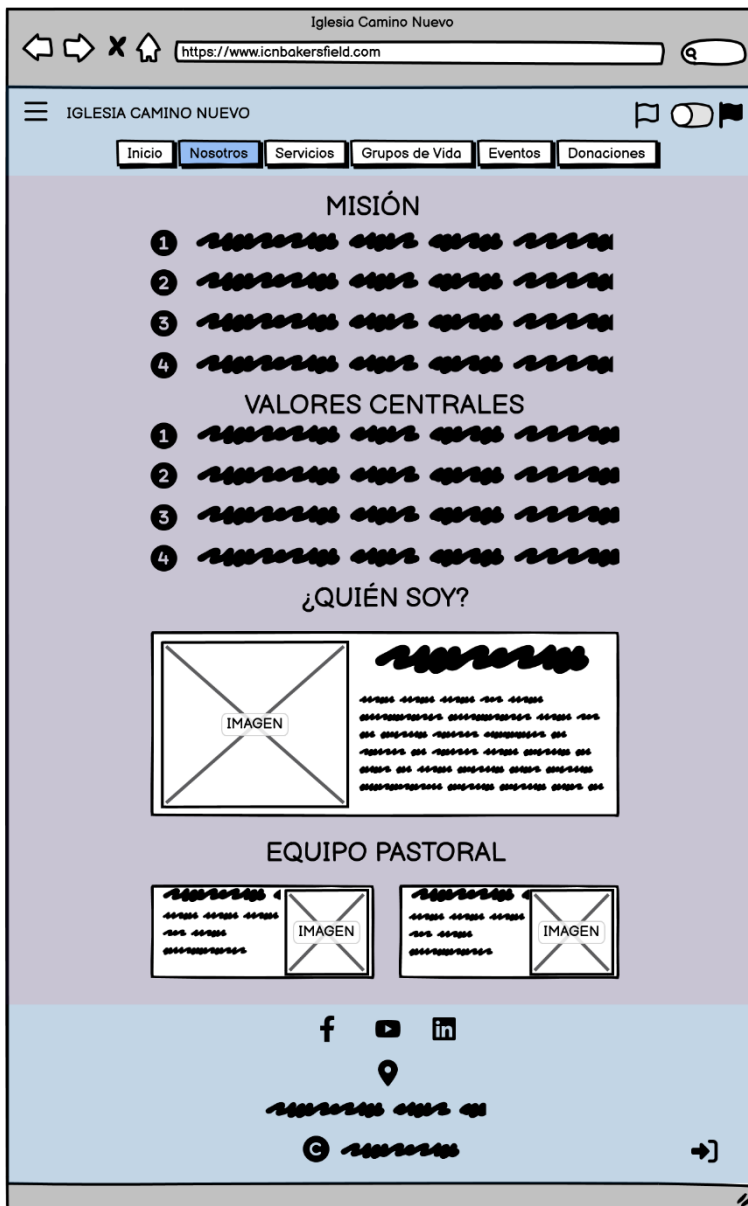 Iglesia Camino Nuevo
https://www.icnbakersfield.com
IGLESIA CAMINO NUEVO
Inicio Nosotros Servicios Grupos de Vida Eventos Donaciones
MISIÓN
1
2
3
4
VALORES CENTRALES
1
2
3
4
¿QUIÉN SOY?
IMAGEN
EQUIPO PASTORAL
IMAGEN IMAGEN